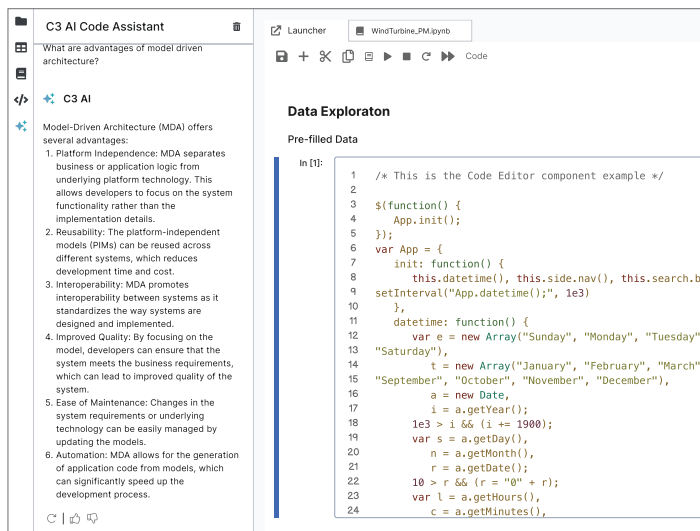 C3 AI Code Assistant
What are advantages of model driven
architecture?
C3 AI
Model-Driven Architecture (MDA) offers
several advantages:
1. Platform Independence: MDA separates
business or application logic from
underlying platform technology. This
allows developers to focus on the system
functionality rather than the
implementation details.
2. Reusability: The platform-independent
models (PIMs) can be reused across
different systems, which reduces
development time and cost.
3. Interoperability: MDA promotes
interoperability between systems as it
standardizes the way systems are
designed and implemented.
4. Improved Quality: By focusing on the
model, developers can ensure that the
system meets the business requirements,
which can lead to improved quality of the
system.
5. Ease of Maintenance: Changes in the
system requirements or underlying
technology can be easily managed by
updating the models.
6. Automation: MDA allows for the generation
of application code from models, which
can significantly speed up the
development process.
Launcher
WindTurbine_PM.ipynb
Code
Data Exploraton
Pre-filled Data
In [1]:
1 /* This is the Code Editor component example */
2
3 $(function() {
4 App.init();
5 });
6 var App = {
7 init: function() {
8 this.datetime(), this.side.nav(), this.search.b
9 setInterval("App.datetime();", 1e3)
10 },
11 datetime: function() {
12 var e = new Array("Sunday", "Monday", "Tuesday"
13 "Saturday"),
14 t = new Array("January", "February", "March"
15 "September", "October", "November", "December"),
16 a = new Date,
17 i = a.getYear();
18 1e3 > i && (i += 1900);
19 var s = a.getDay(),
20 n = a.getMonth(),
21 r = a.getDate();
22 10 > r && (r = "0" + r);
23 var l = a.getHours(),
24 c = a.getMinutes(),